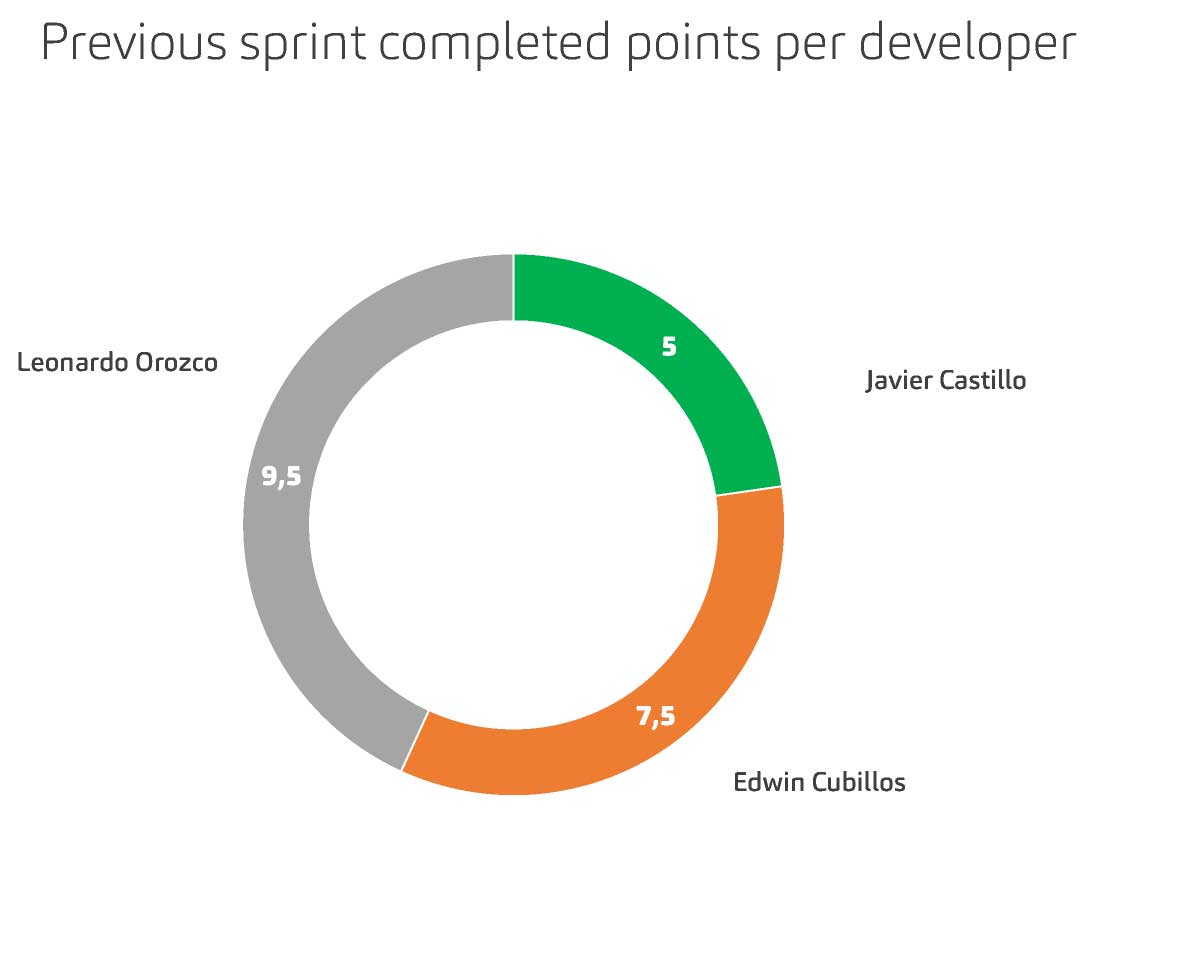 Previous sprint completed points per developer
5
Leonardo Orozco
Javier Castillo
9,5
7,5
Edwin Cubillos